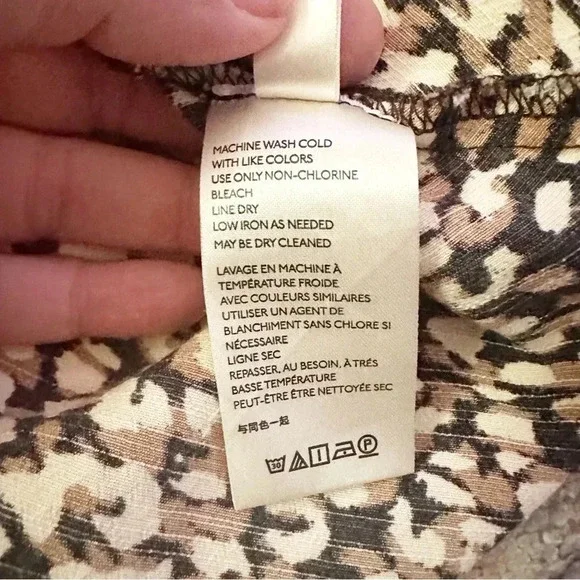 MACHINE WASH COLD
WITH LIKE COLORS
USE ONLY NON-CHLORINE
BLEACH
LINE DRY
LOW IRON AS NEEDED
MAY BE DRY CLEANED
LAVAGE EN MACHINE À
TEMPÉRATURE FROIDE
AVEC COULEURS SIMILAIRES
UTILISER UN AGENT DE
BLANCHIMENT SANS CHLORE SI
NÉCESSAIRE
LIGNE SEC
REPASSER, AU BESOIN, À TRÉS
BASSE TEMPÉRATURE
PEUT-ÊTRE ÊTRE NETTOYÉE SEC
与同色一起
30 P